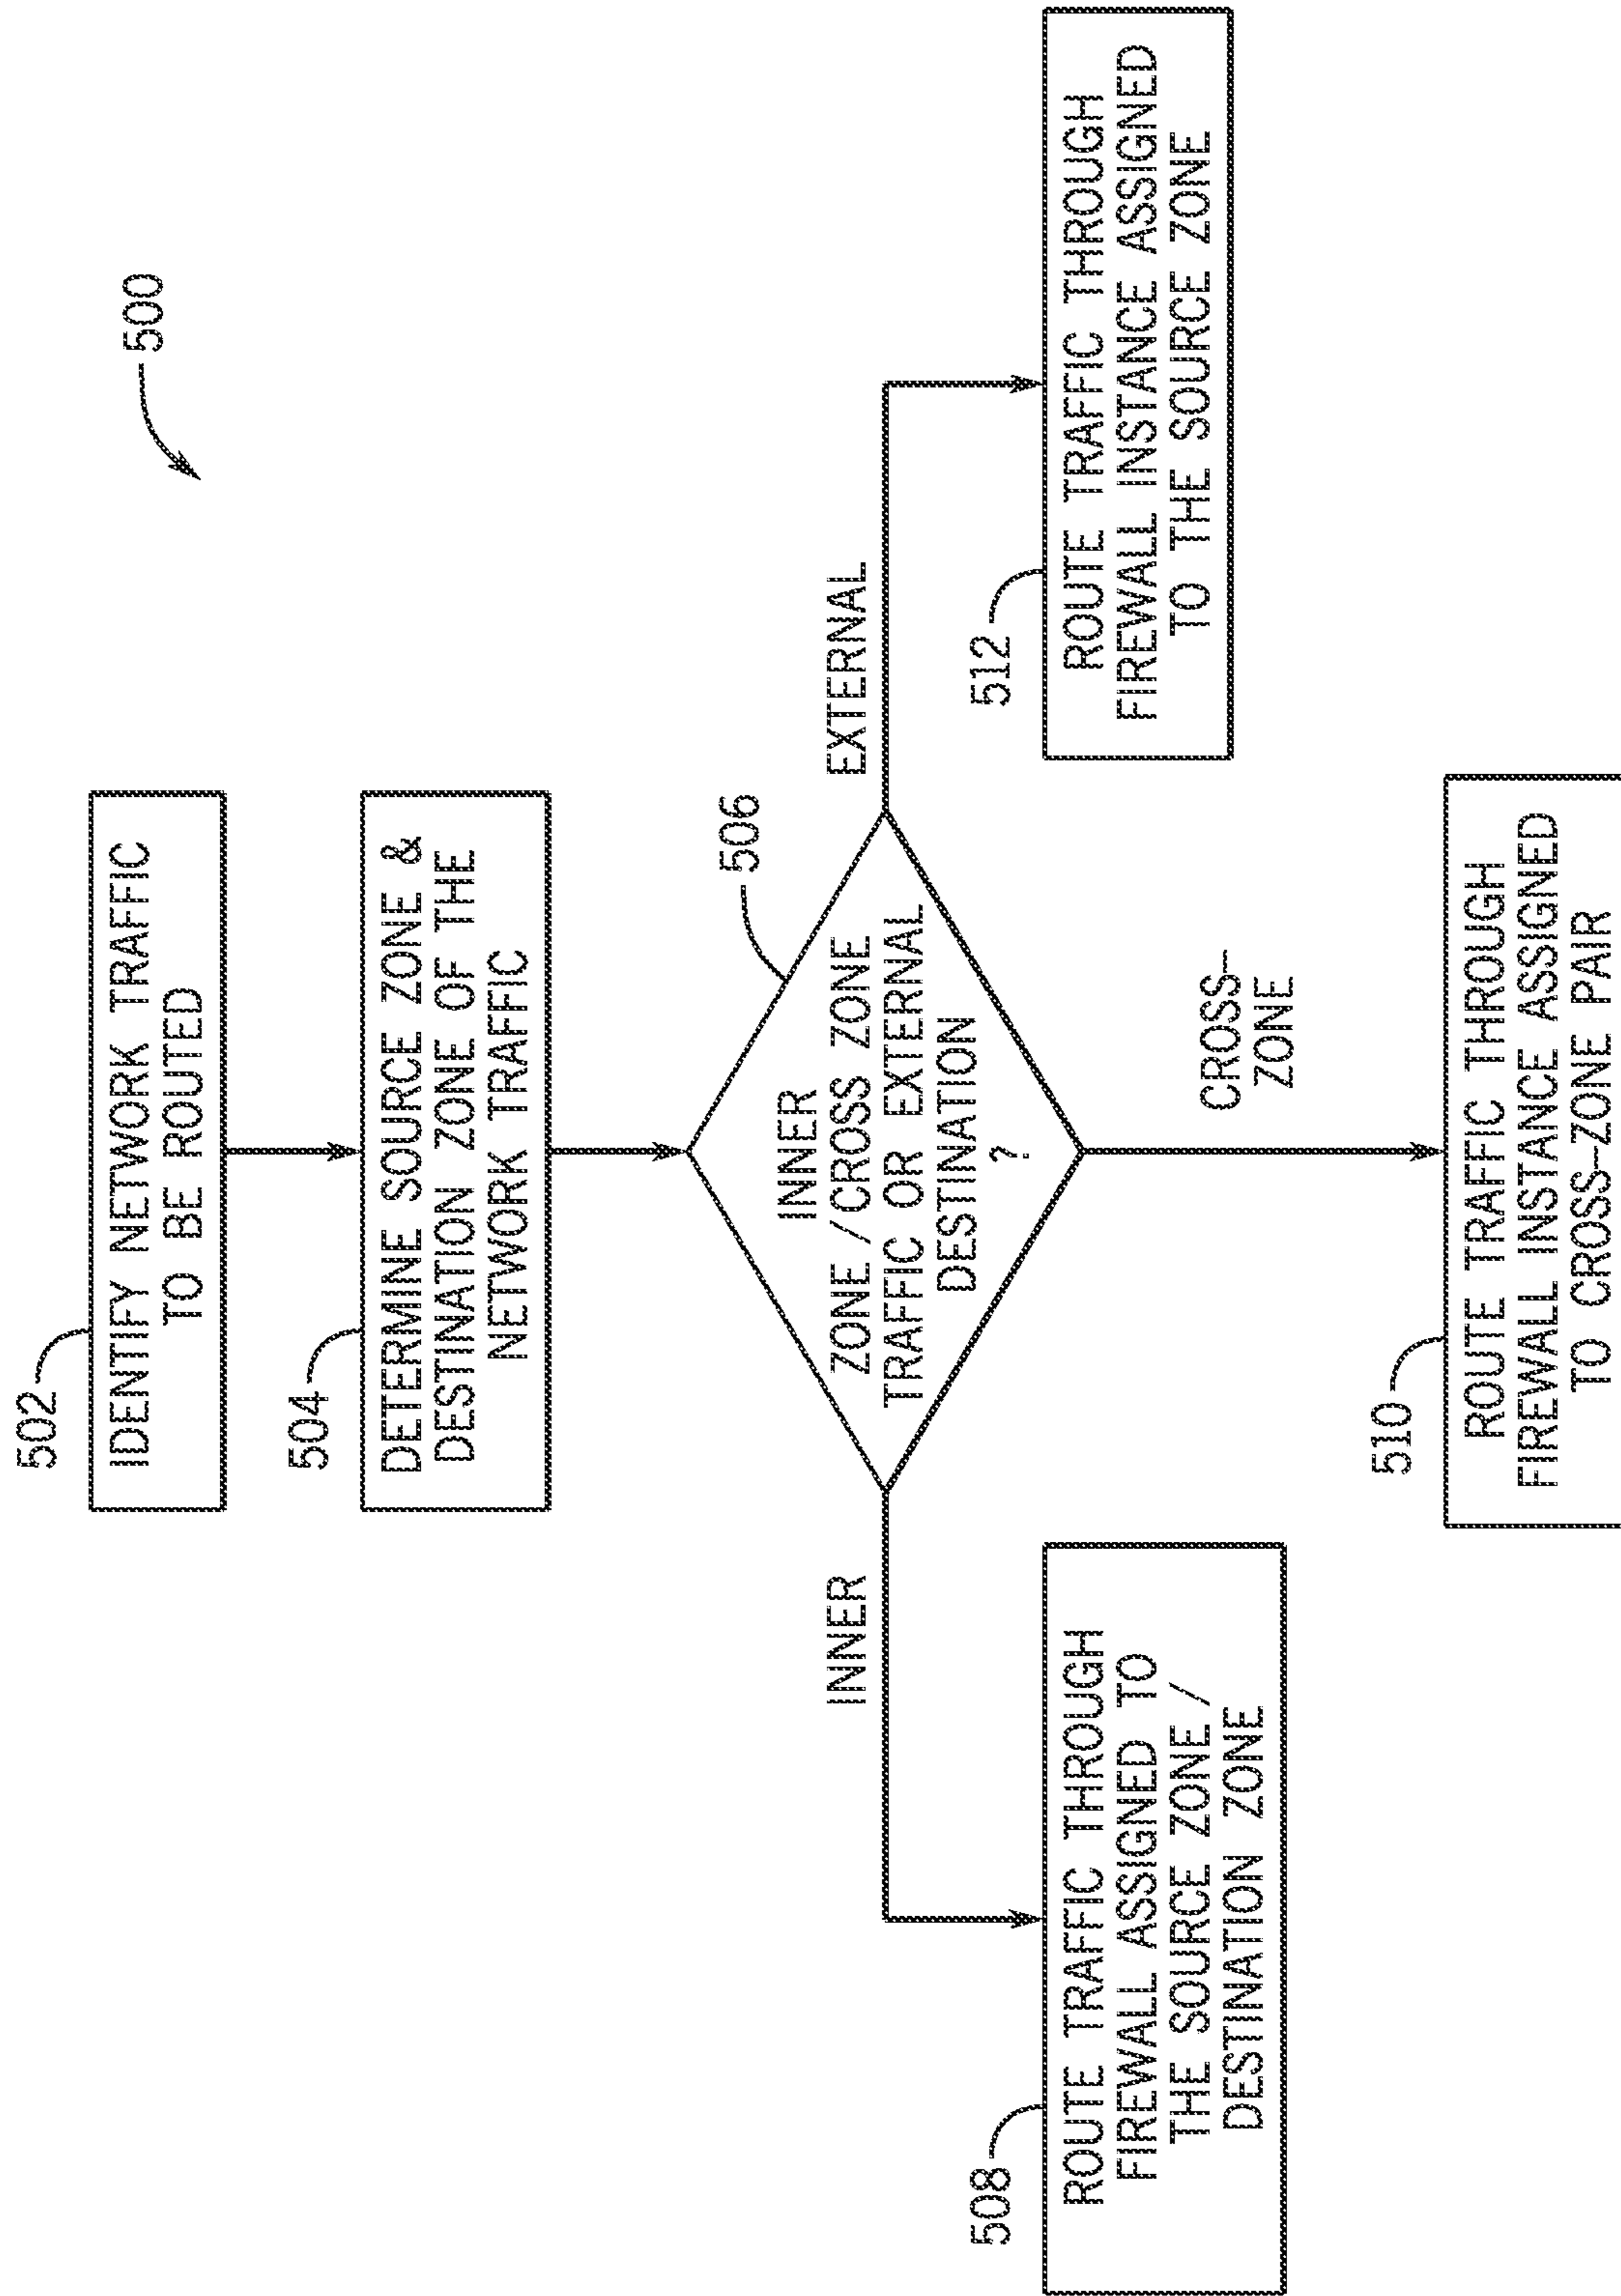 500
502
IDENTIFY NETWORK TRAFFIC
TO BE ROUTED
504
DETERMINE SOURCE ZONE &
DESTINATION ZONE OF THE
NETWORK TRAFFIC
506
INNER
ZONE / CROSS ZONE
TRAFFIC OR EXTERNAL
DESTINATION
?
INNER
EXTERNAL
CROSS-
ZONE
508
ROUTE TRAFFIC THROUGH
FIREWALL ASSIGNED TO
THE SOURCE ZONE /
DESTINATION ZONE
512
ROUTE TRAFFIC THROUGH
FIREWALL INSTANCE ASSIGNED
TO THE SOURCE ZONE
510
ROUTE TRAFFIC THROUGH
FIREWALL INSTANCE ASSIGNED
TO CROSS-ZONE PAIR